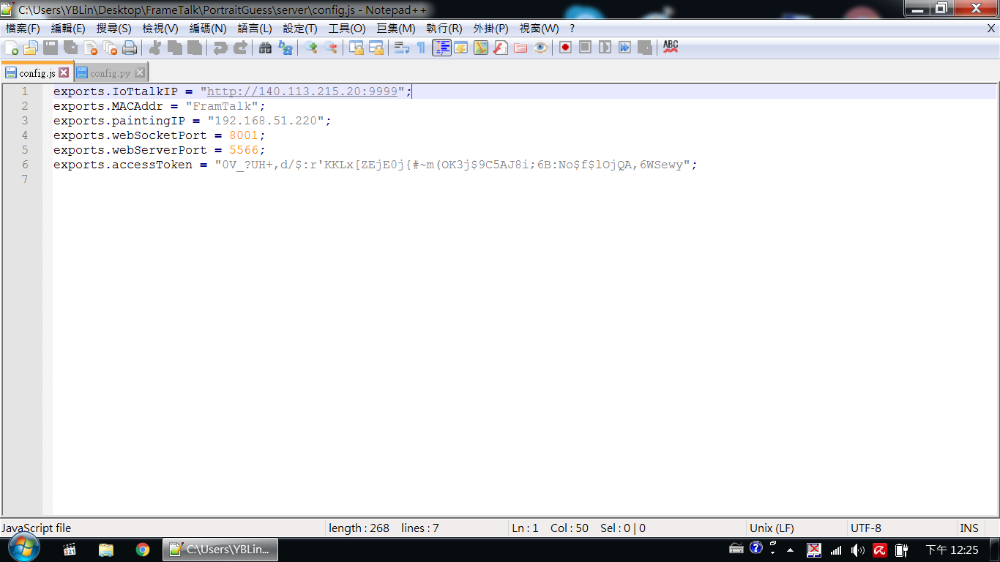 C:\Users\YBLin\Desktop\FrameTalk\PortraitGuess\server\config.js - Notepad++
檔案(F) 編輯(E) 搜尋(S) 檢視(V) 編碼(N) 語言(L) 設定(T) 工具(O) 巨集(M) 執行(R) 外掛(P) 視窗(W) ? X
ABC
config.js config.py
1 exports.IoTtalkIP = "http://140.113.215.20:9999";
2 exports.MACAddr = "FramTalk";
3 exports.paintingIP = "192.168.51.220";
4 exports.webSocketPort = 8001;
5 exports.webServerPort = 5566;
6 exports.accessToken = "0V_?UH+,d/$:r'KKLx[ZEjE0j{#~m(OK3j$9C5AJ8i;6B:No$f$lOjQA,6WSewy";
7
JavaScript file length : 268 lines : 7 Ln : 1 Col : 50 Sel : 0 | 0 Unix (LF) UTF-8 INS
C:\Users\YBLin... 下午 12:25